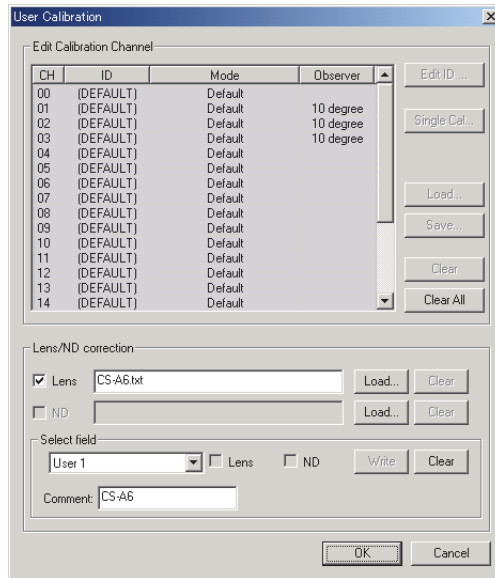 User Calibration
Edit Calibration Channel
CH ID Mode Observer
Edit ID ...
00 (DEFAULT) Default
01 (DEFAULT) Default 10 degree
02 (DEFAULT) Default 10 degree
Single Cal...
03 (DEFAULT) Default 10 degree
04 (DEFAULT) Default
05 (DEFAULT) Default
06 (DEFAULT) Default
07 (DEFAULT) Default
Load...
08 (DEFAULT) Default
09 (DEFAULT) Default
Save...
10 (DEFAULT) Default
11 (DEFAULT) Default
12 (DEFAULT) Default
Clear
13 (DEFAULT) Default
14 (DEFAULT) Default
Clear All
Lens/ND correction
Lens CS-A6.txt Load... Clear
ND Load... Clear
Select field
User 1 Lens ND Write Clear
Comment: CS-A6
OK Cancel